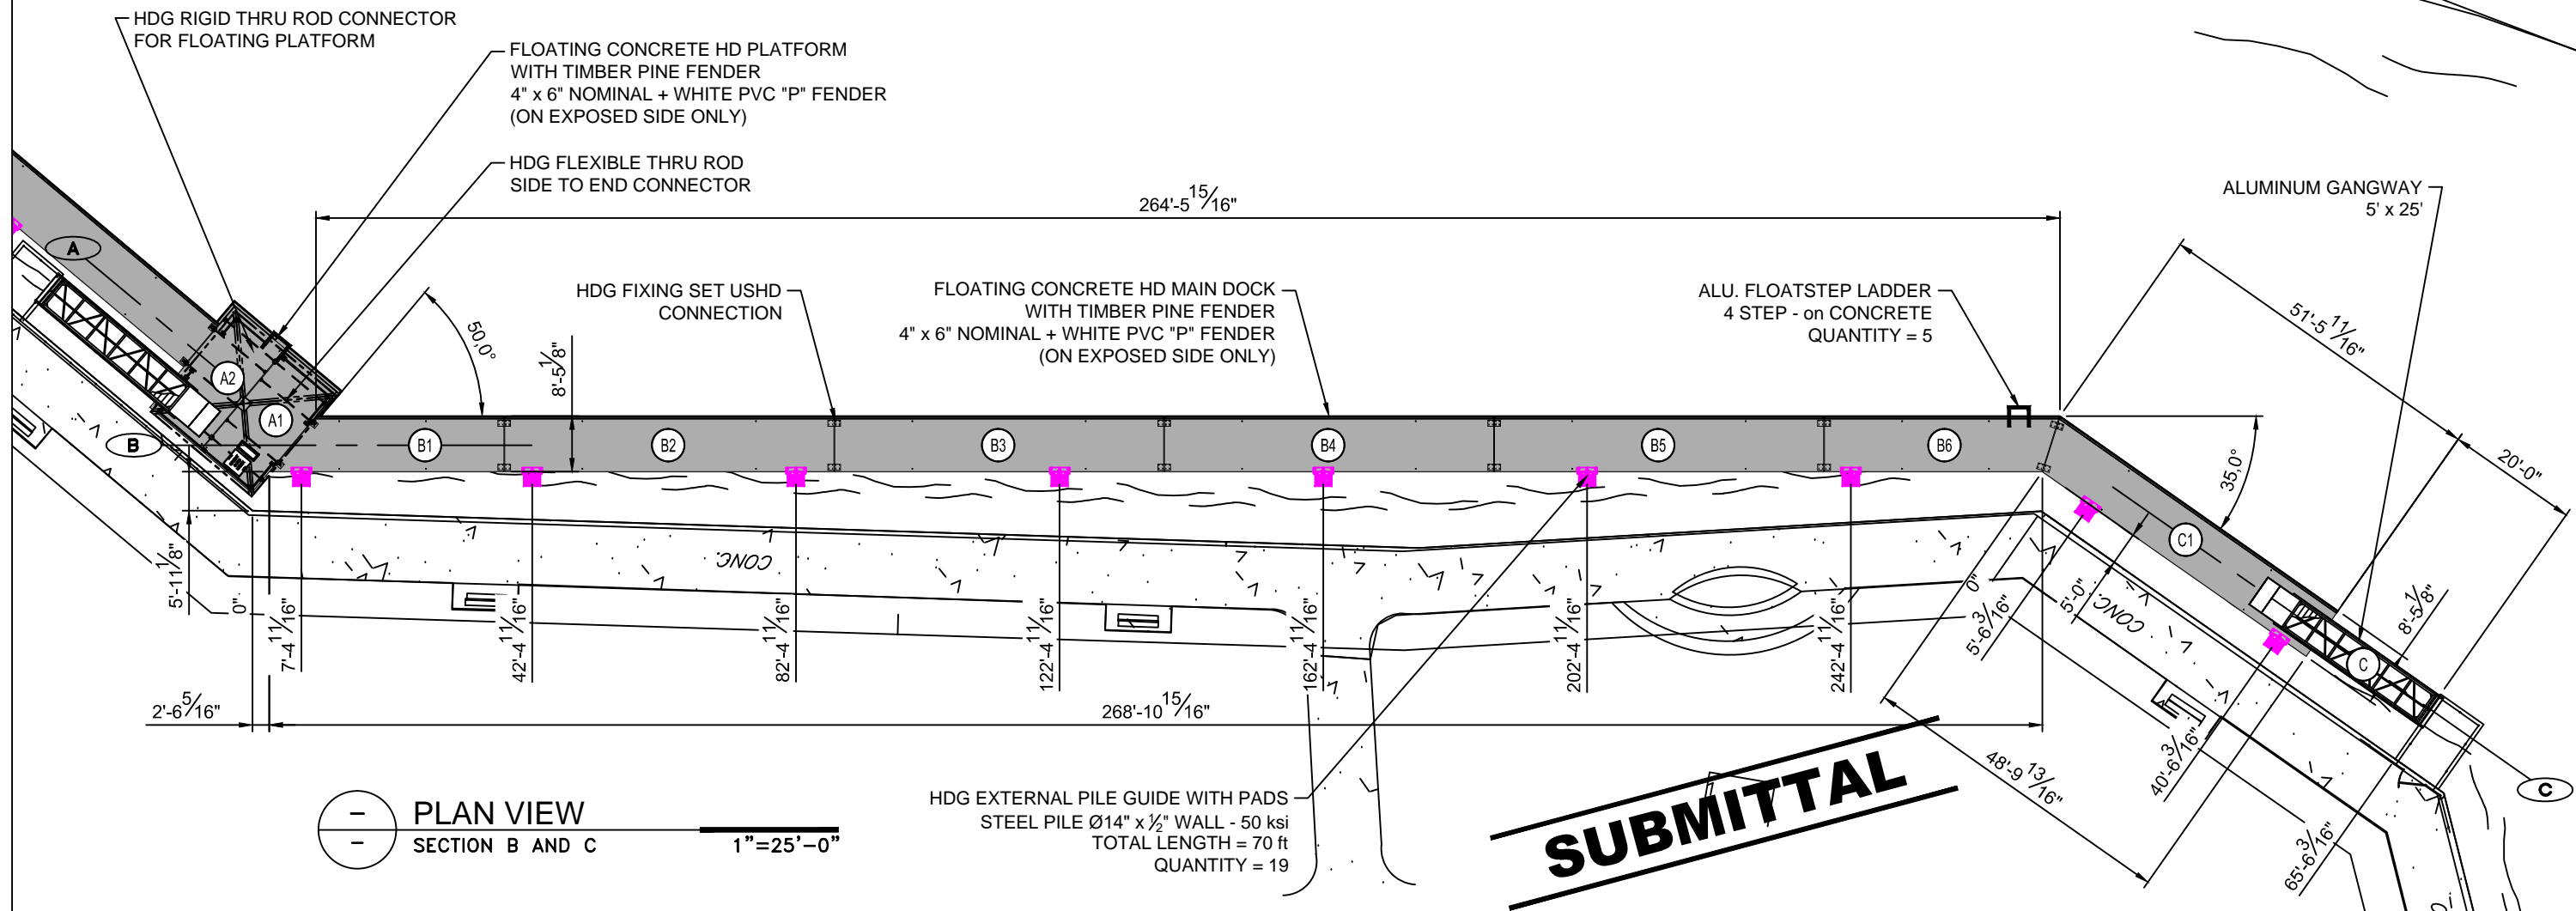 HDG RIGID THRU ROD CONNECTOR
FOR FLOATING PLATFORM
FLOATING CONCRETE HD PLATFORM
WITH TIMBER PINE FENDER
4" x 6" NOMINAL + WHITE PVC "P" FENDER
(ON EXPOSED SIDE ONLY)
HDG FLEXIBLE THRU ROD
SIDE TO END CONNECTOR
264'-5 15/16"
ALUMINUM GANGWAY
5' x 25'
HDG FIXING SET USHD
CONNECTION
FLOATING CONCRETE HD MAIN DOCK
WITH TIMBER PINE FENDER
4" x 6" NOMINAL + WHITE PVC "P" FENDER
(ON EXPOSED SIDE ONLY)
ALU. FLOATSTEP LADDER
4 STEP - on CONCRETE
QUANTITY = 5
51'-5 11/16"
20'-0"
50,0°
8'-5 1/8"
35,0°
A
A2
A1
B
B1
B2
B3
B4
B5
B6
C1
C
C
5'-11 1/8"
0"
7'-4 11/16"
42'-4 11/16"
82'-4 11/16"
122'-4 11/16"
162'-4 11/16"
202'-4 11/16"
242'-4 11/16"
CONC.
CONC.
0"
5'-6 3/16"
5'-0"
8'-5 1/8"
40'-6 3/16"
65'-6 3/16"
48'-9 13/16"
2'-6 5/16"
268'-10 15/16"
HDG EXTERNAL PILE GUIDE WITH PADS
STEEL PILE Ø14" x 1/2" WALL - 50 ksi
TOTAL LENGTH = 70 ft
QUANTITY = 19
SUBMITTAL
–
–
PLAN VIEW
SECTION B AND C
1"=25'-0"